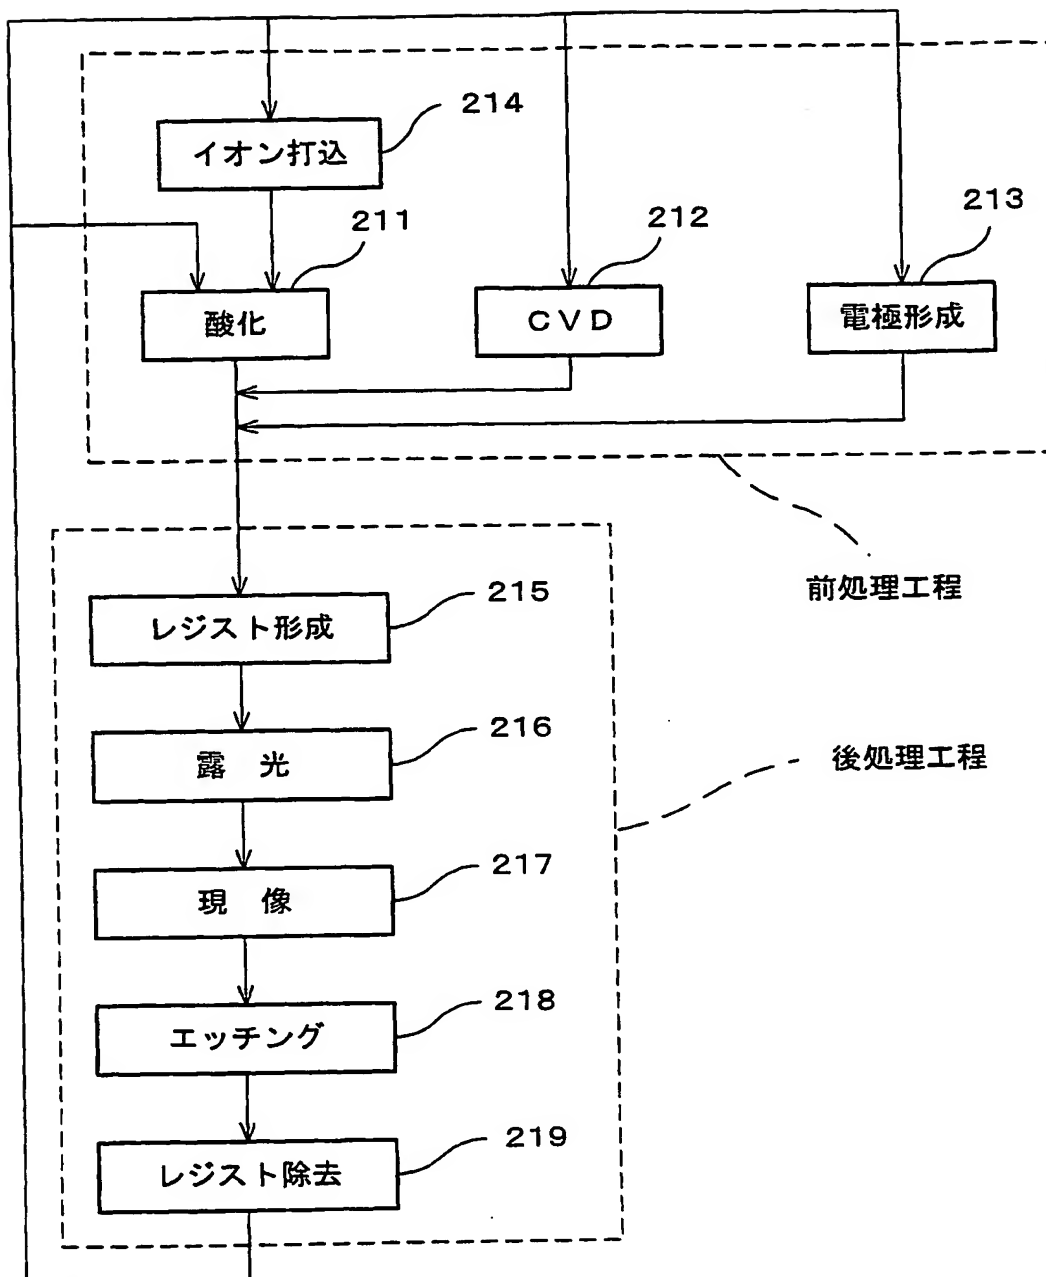 214
イオン打込
211
212
213
酸化
CVD
電極形成
前処理工程
215
レジスト形成
216
露 光
後処理工程
217
現 像
218
エッチング
219
レジスト除去